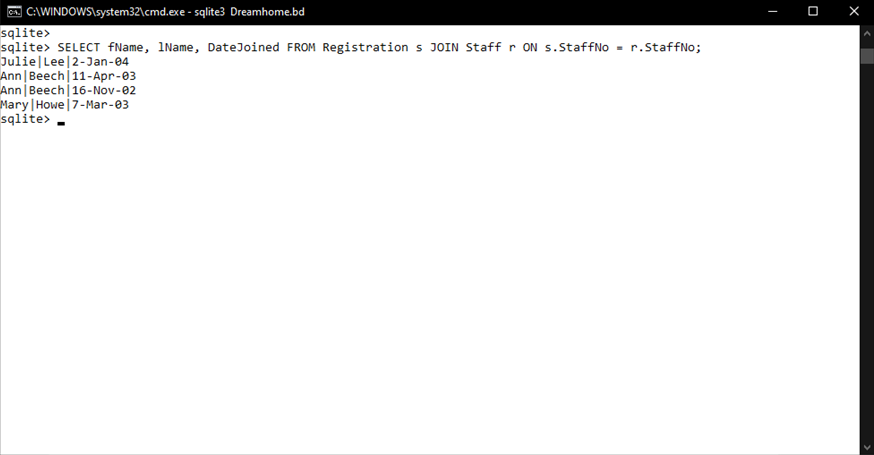 C:\WINDOWS\system32\cmd.exe - sqlite3  Dreamhome.bd
sqlite>
sqlite> SELECT fName, lName, DateJoined FROM Registration s JOIN Staff r ON s.StaffNo = r.StaffNo;
Julie|Lee|2-Jan-04
Ann|Beech|11-Apr-03
Ann|Beech|16-Nov-02
Mary|Howe|7-Mar-03
sqlite>